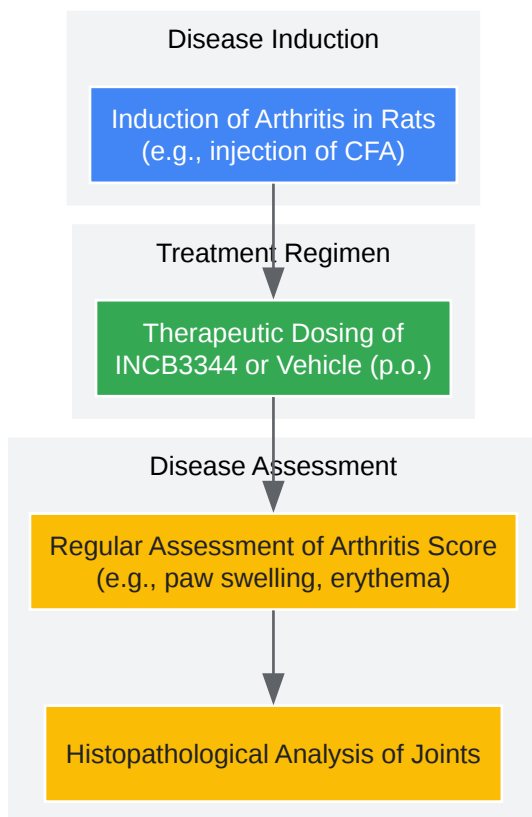 Disease Induction
Induction of Arthritis in Rats
(e.g., injection of CFA)
Treatment Regimen
Therapeutic Dosing of
INCB3344 or Vehicle (p.o.)
Disease Assessment
Regular Assessment of Arthritis Score
(e.g., paw swelling, erythema)
Histopathological Analysis of Joints